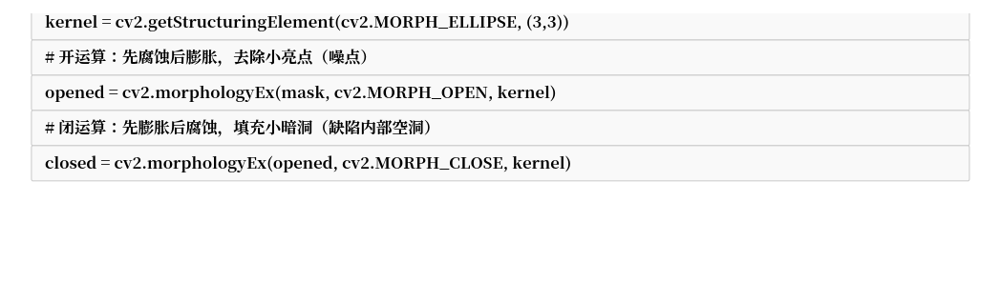 kernel = cv2.getStructuringElement(cv2.MORPH_ELLIPSE, (3,3))
# 开运算：先腐蚀后膨胀，去除小亮点（噪点）
opened = cv2.morphologyEx(mask, cv2.MORPH_OPEN, kernel)
# 闭运算：先膨胀后腐蚀，填充小暗洞（缺陷内部空洞）
closed = cv2.morphologyEx(opened, cv2.MORPH_CLOSE, kernel)